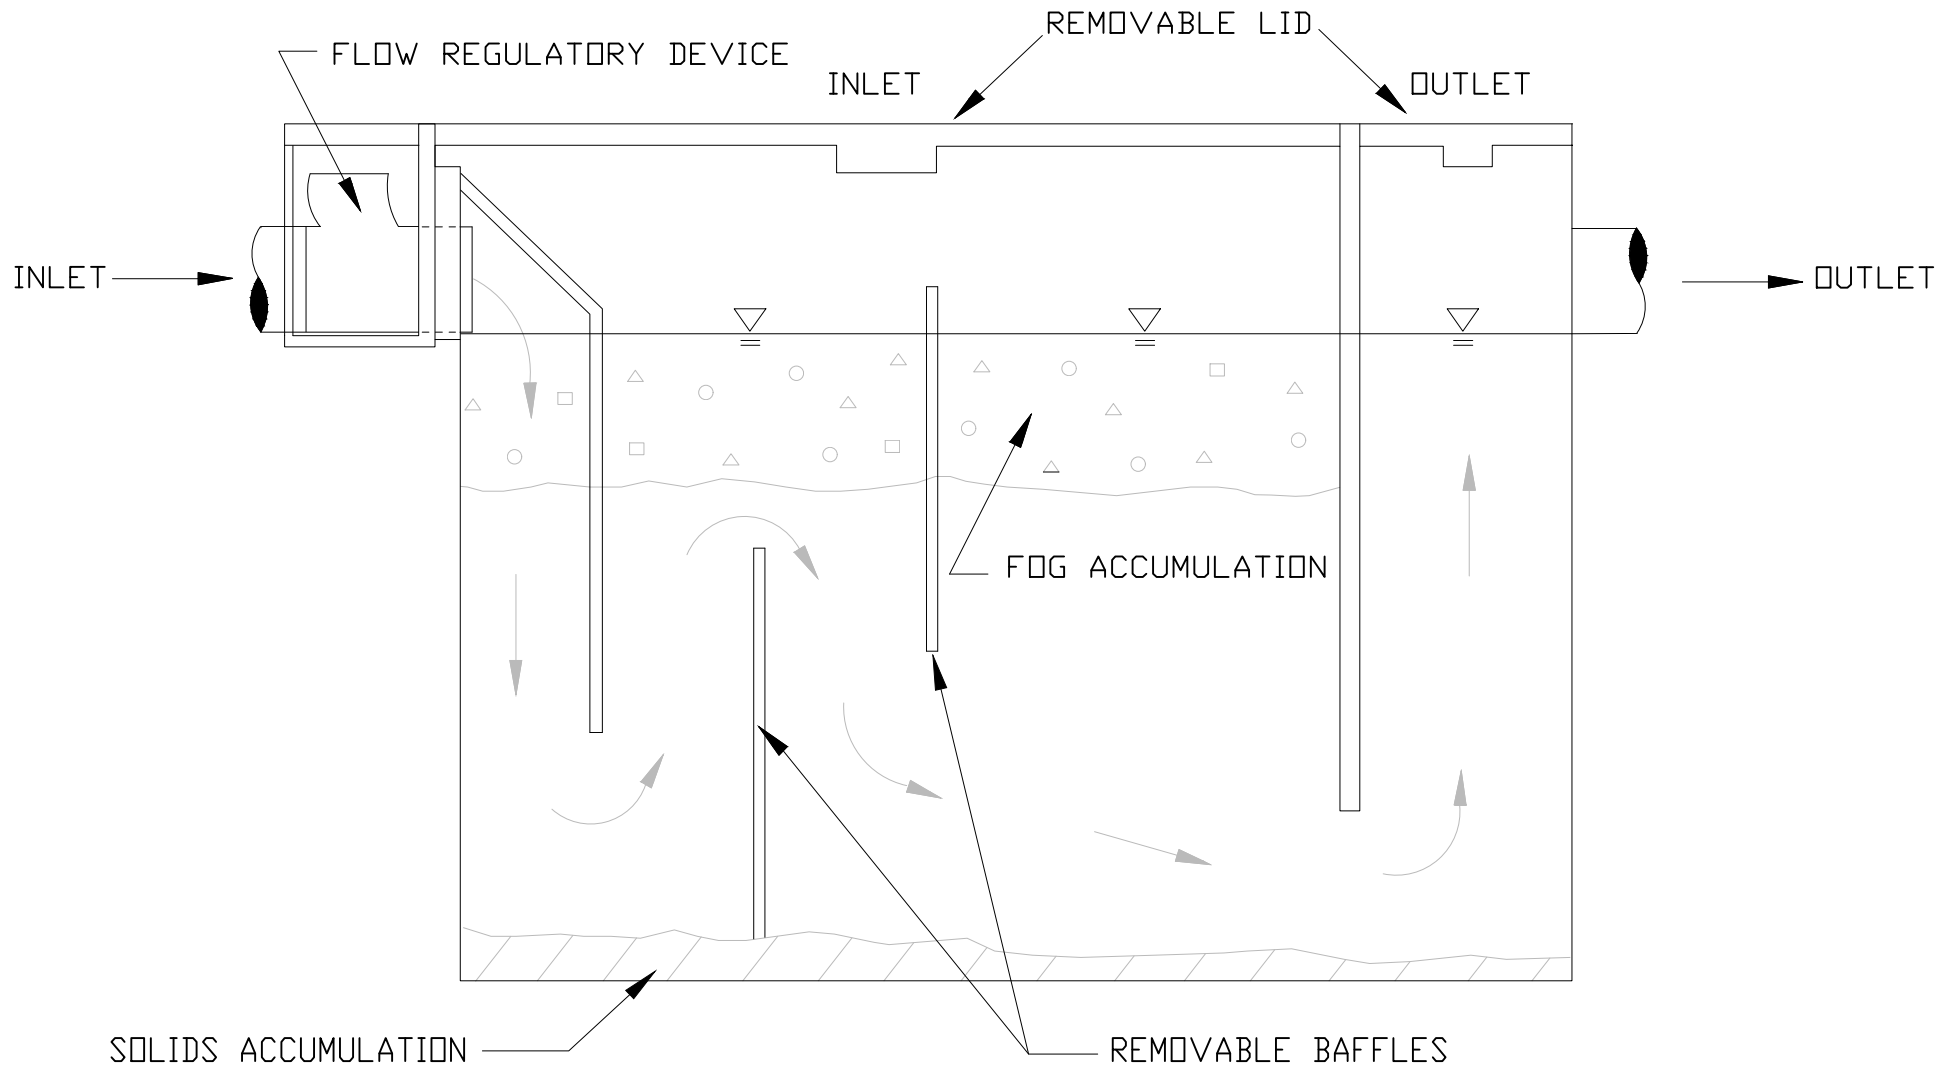 REMOVABLE LID
FLOW REGULATORY DEVICE
INLET
OUTLET
INLET
OUTLET
FOG ACCUMULATION
SOLIDS ACCUMULATION
REMOVABLE BAFFLES